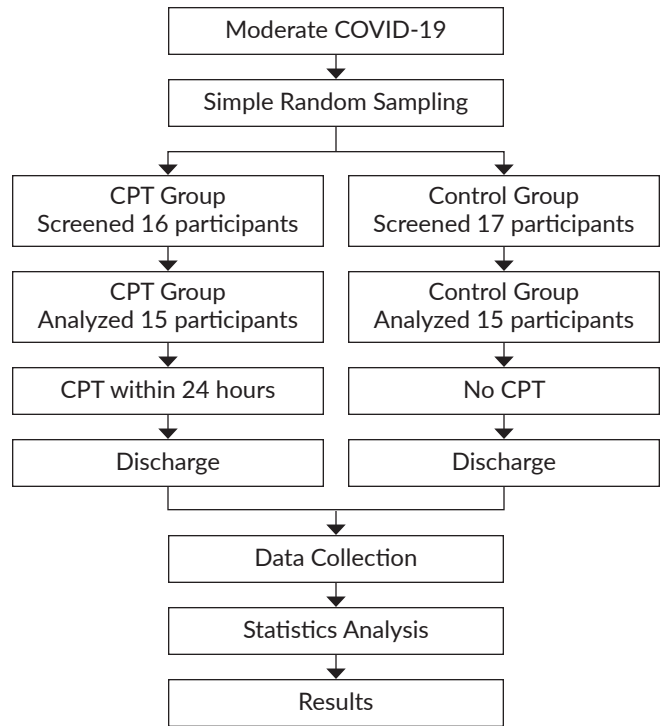 Moderate COVID-19
Simple Random Sampling
CPT Group
Screened 16 participants
Control Group
Screened 17 participants
CPT Group
Analyzed 15 participants
Control Group
Analyzed 15 participants
CPT within 24 hours
No CPT
Discharge
Discharge
Data Collection
Statistics Analysis
Results